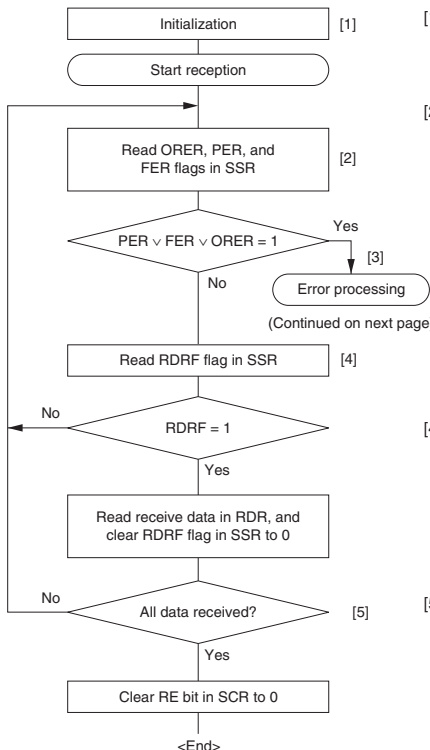 Initialization
[1]
Start reception
Read ORER, PER, and
FER flags in SSR
[2]
PER ∨ FER ∨ ORER = 1
Yes
[3]
No
Error processing
(Continued on next page
Read RDRF flag in SSR
[4]
No
RDRF = 1
Yes
Read receive data in RDR, and
clear RDRF flag in SSR to 0
No
All data received?
[5]
Yes
Clear RE bit in SCR to 0
<End>